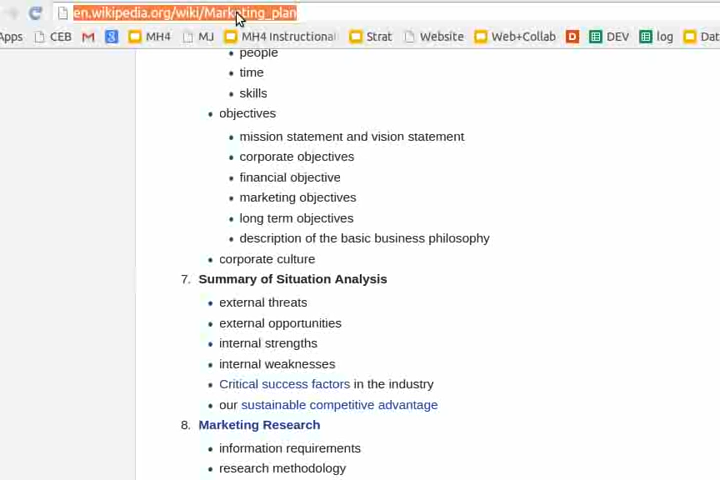 en.wikipedia.org/wiki/Marketing_plan
Apps CEB MH4 MJ MH4 Instructional Strat Website Web+Collab D DEV log Dat
people
time
skills
objectives
mission statement and vision statement
corporate objectives
financial objective
marketing objectives
long term objectives
description of the basic business philosophy
corporate culture
7. Summary of Situation Analysis
external threats
external opportunities
internal strengths
internal weaknesses
Critical success factors in the industry
our sustainable competitive advantage
8. Marketing Research
information requirements
research methodology